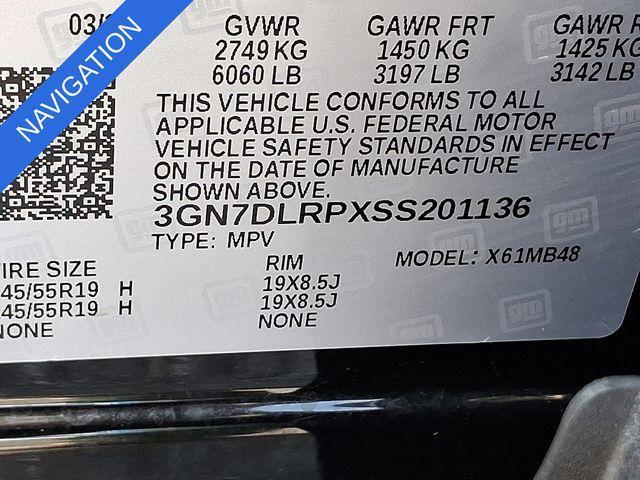 NAVIGATION
03/
GVWR GAWR FRT GAWR R
2749 KG 1450 KG 1425 KG
6060 LB 3197 LB 3142 LB
THIS VEHICLE CONFORMS TO ALL
APPLICABLE U.S. FEDERAL MOTOR
VEHICLE SAFETY STANDARDS IN EFFECT
ON THE DATE OF MANUFACTURE
SHOWN ABOVE.
3GN7DLRPXSS201136
TYPE: MPV MODEL: X61MB48
IRE SIZE RIM
45/55R19 H 19X8.5J
45/55R19 H 19X8.5J
NONE NONE
gm